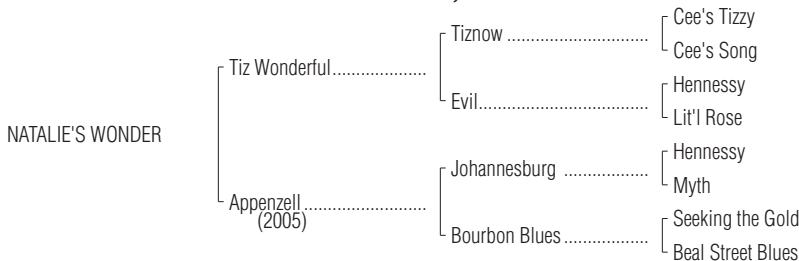 Cee's Tizzy
Tiznow ..............................
Cee's Song
Tiz Wonderful....................
Hennessy
Evil....................................
Lit'l Rose
NATALIE'S WONDER
Hennessy
Johannesburg ..................
Myth
Appenzell ..........................
(2005)
Seeking the Gold
Bourbon Blues..................
Beal Street Blues